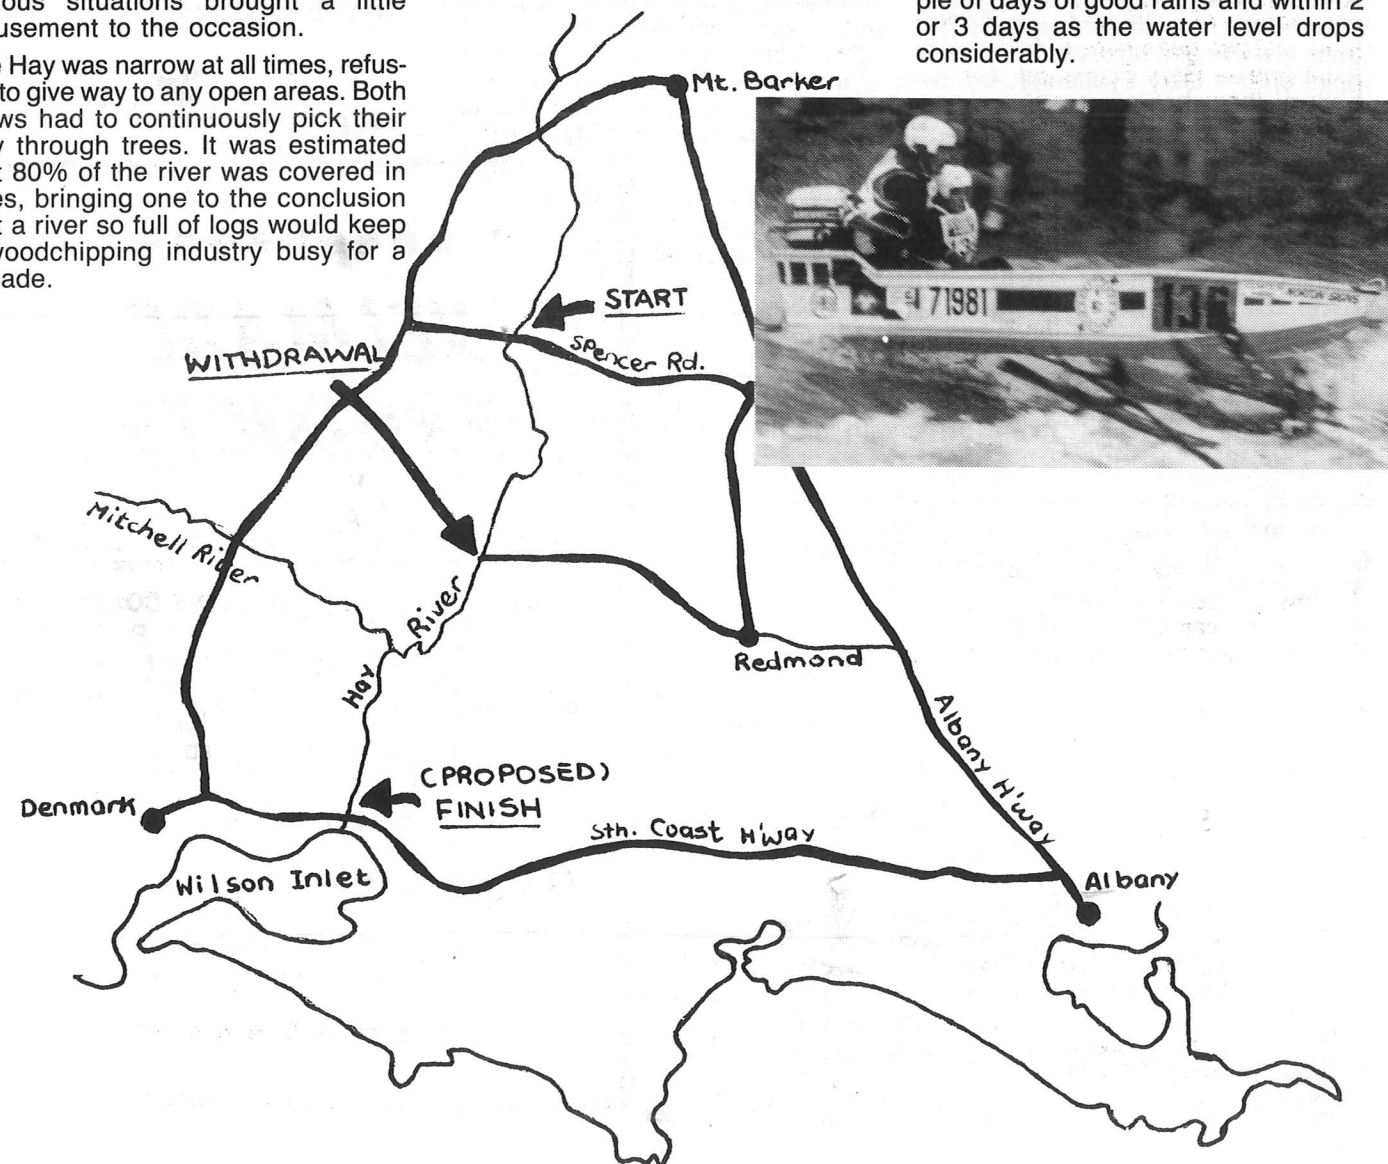 ous situations brought a little
usement to the occasion.
Hay was narrow at all times, refus-
to give way to any open areas. Both
ws had to continuously pick their
through trees. It was estimated
80% of the river was covered in
es, bringing one to the conclusion
a river so full of logs would keep
woodchipping industry busy for a
ade.
ple of days of good rains and within 2
or 3 days as the water level drops
considerably.
Mt. Barker
71981
START
Spencer Rd.
WITHDRAWAL
Mitchell River
Hay River
Redmond
Albany H'way
(PROPOSED)
FINISH
Denmark
Sth. Coast H'way
Wilson Inlet
Albany